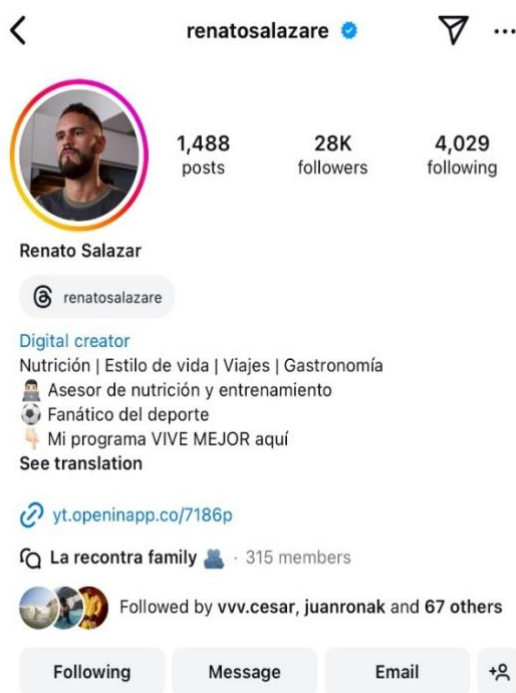 renatosalazare
1,488 28K 4,029
posts followers following
Renato Salazar
renatosalazare
Digital creator
Nutrición | Estilo de vida | Viajes | Gastronomía
Asesor de nutrición y entrenamiento
Fanático del deporte
Mi programa VIVE MEJOR aquí
See translation
yt.openinapp.co/7186p
La recontra family · 315 members
Followed by vvv.cesar, juanronak and 67 others
Following Message Email